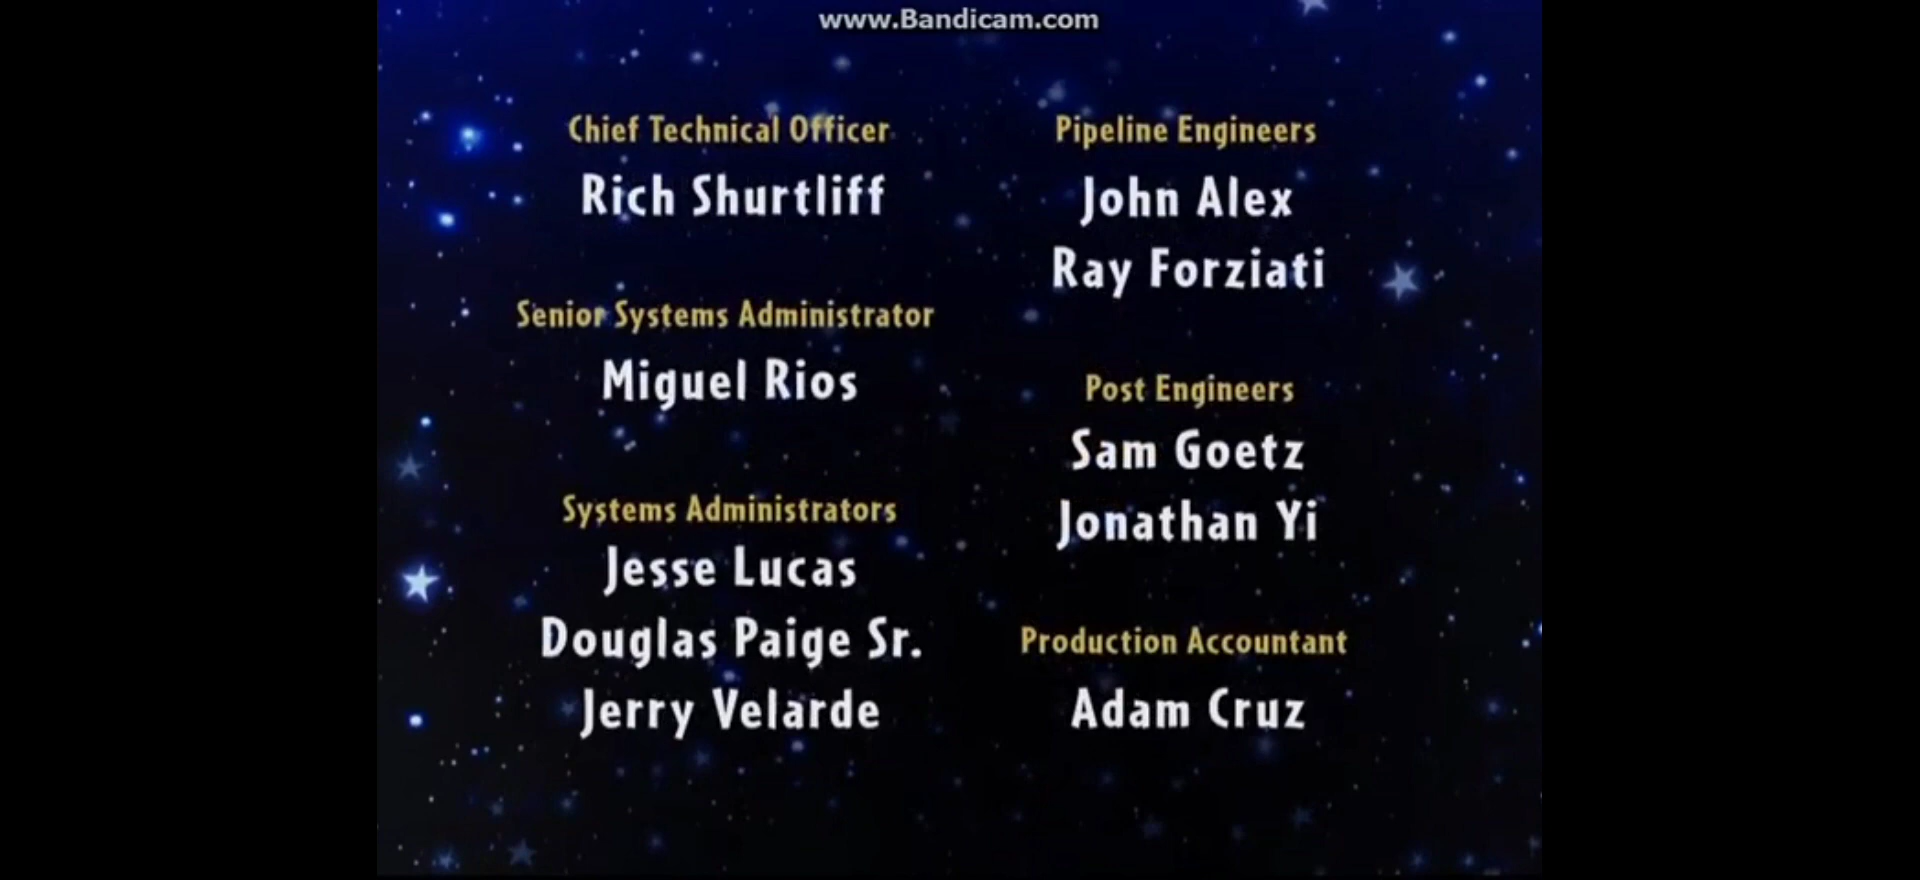 www.Bandicam.com
Chief Technical Officer
Rich Shurtliff
Senior Systems Administrator
Miguel Rios
Systems Administrators
Jesse Lucas
Douglas Paige Sr.
Jerry Velarde
Pipeline Engineers
John Alex
Ray Forziati
Post Engineers
Sam Goetz
Jonathan Yi
Production Accountant
Adam Cruz